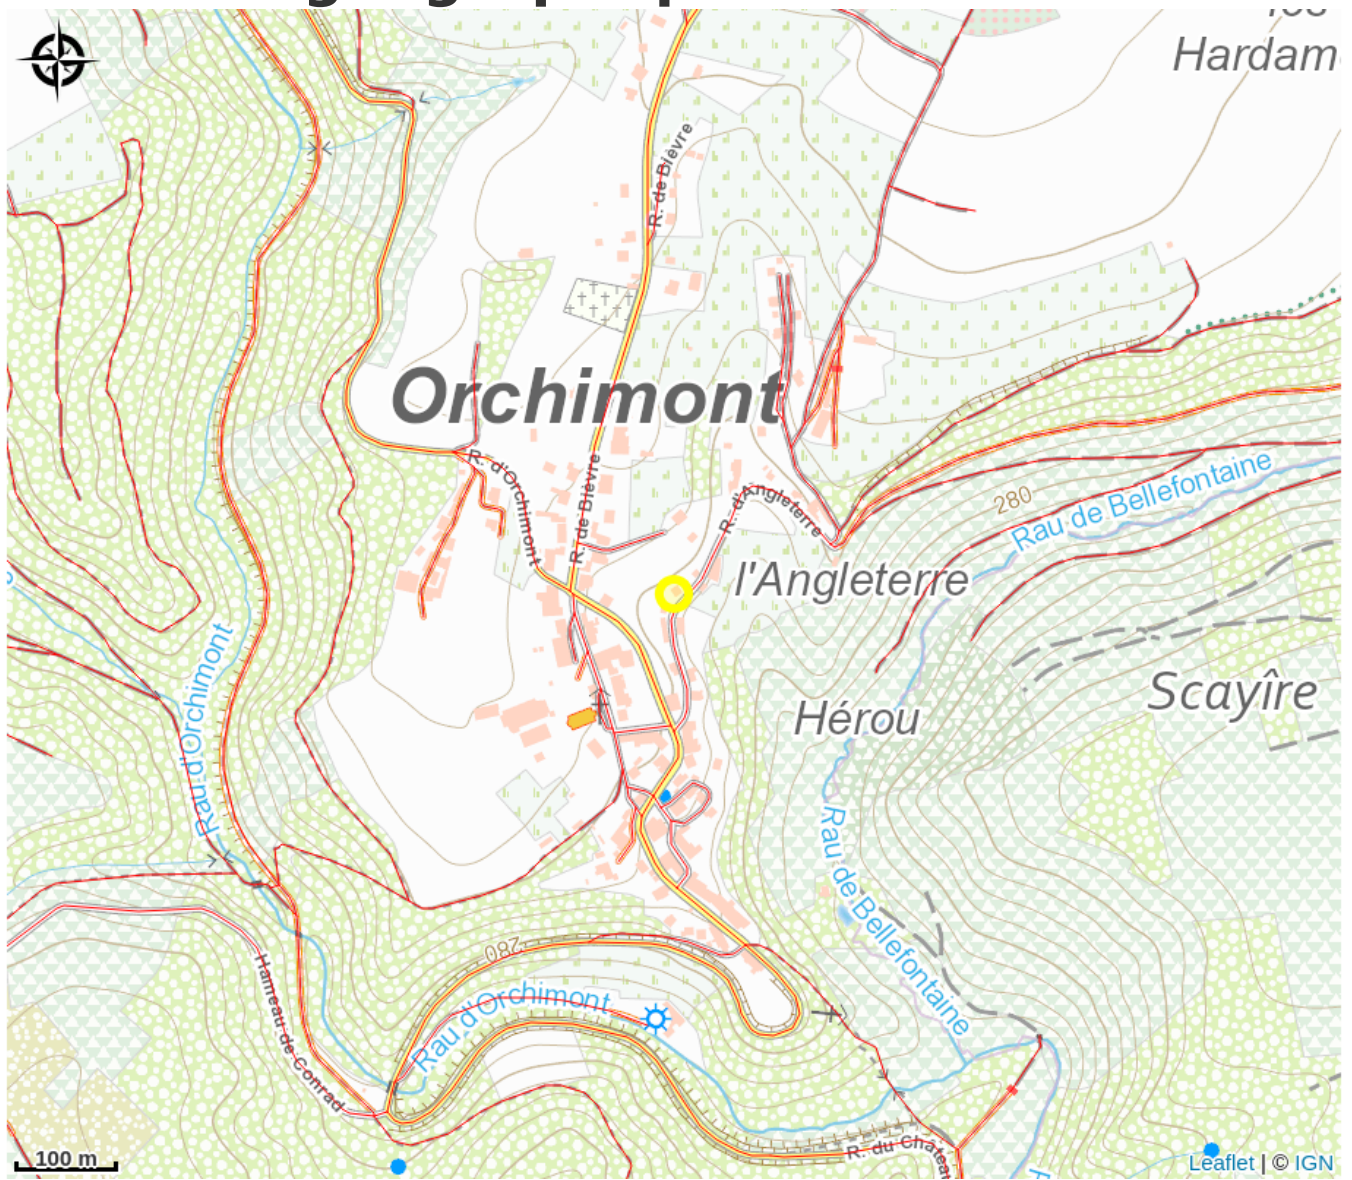 Hardam
R. de Bièvre
Orchimont
R. d'Orchimont
R. de Bièvre
R. d'Angleterre
280
Rau de Bellefontaine
l'Angleterre
Rau d'Orchimont
Scayîre
Hérou
Rau de Bellefontaine
280
Hameau de Conrad
Rau d'Orchimont
R. du Châtea
100 m
Leaflet | © IGN